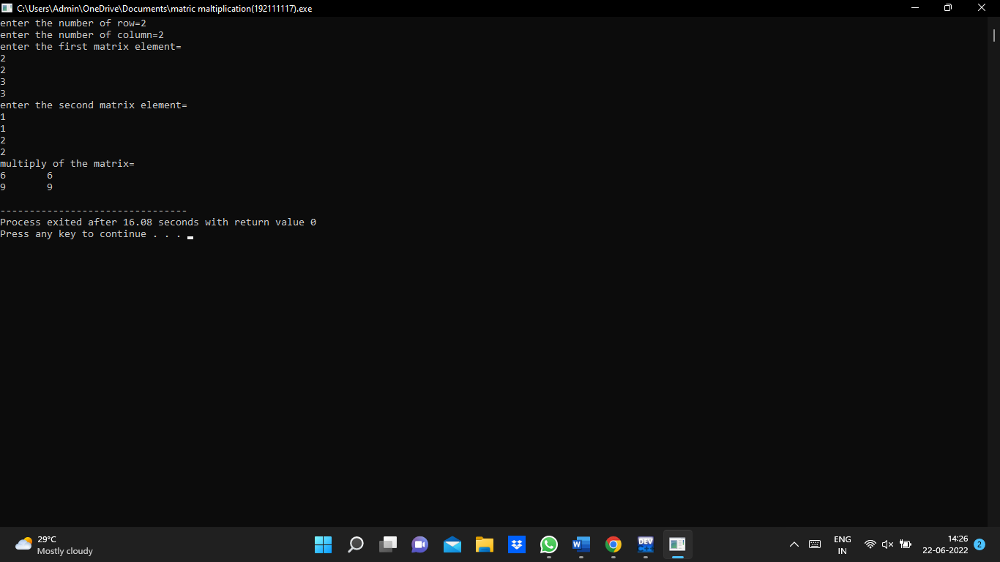 C:\Users\Admin\OneDrive\Documents\matric maltiplication(192111117).exe
enter the number of row=2
enter the number of column=2
enter the first matrix element=
2
2
3
3
enter the second matrix element=
1
1
2
2
multiply of the matrix=
6 6
9 9
--------------------------------
Process exited after 16.08 seconds with return value 0
Press any key to continue . . .
29°C
Mostly cloudy
DEV
ENG
IN
14:26
22-06-2022
2